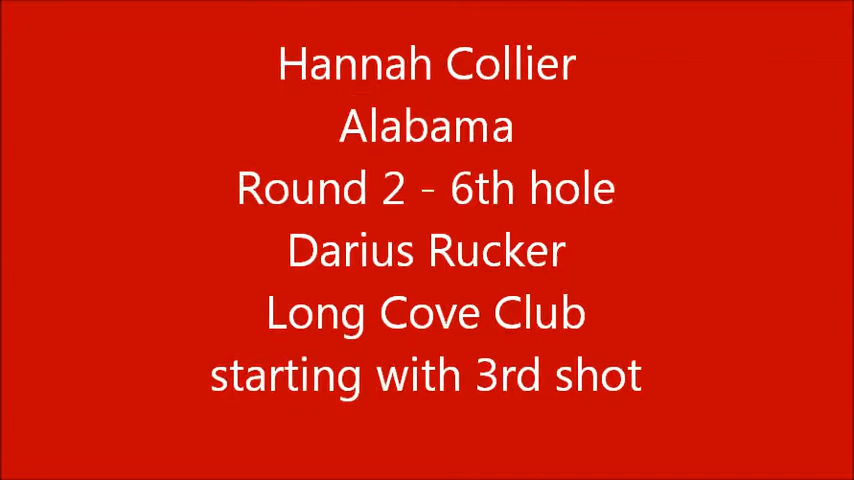 Hannah Collier
Alabama
Round 2 - 6th hole
Darius Rucker
Long Cove Club
starting with 3rd shot